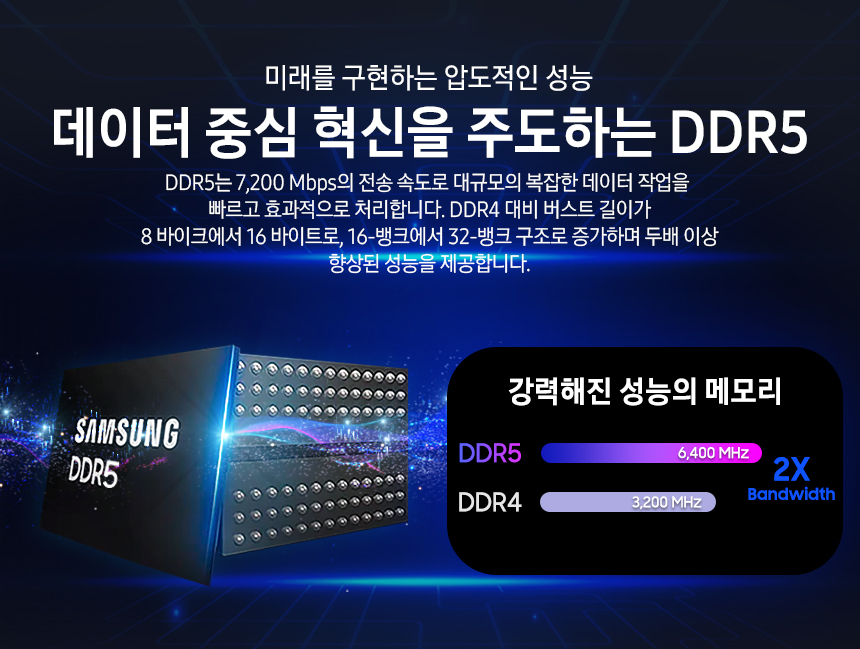 미래를 구현하는 압도적인 성능
데이터 중심 혁신을 주도하는 DDR5
DDR5는 7,200 Mbps의 전송 속도로 대규모의 복잡한 데이터 작업을
빠르고 효과적으로 처리합니다. DDR4 대비 버스트 길이가
8 바이크에서 16 바이트로, 16-뱅크에서 32-뱅크 구조로 증가하며 두배 이상
향상된 성능을 제공합니다.
SAMSUNG
DDR5
강력해진 성능의 메모리
DDR5 6,400 MHz
DDR4 3,200 MHz
2X
Bandwidth